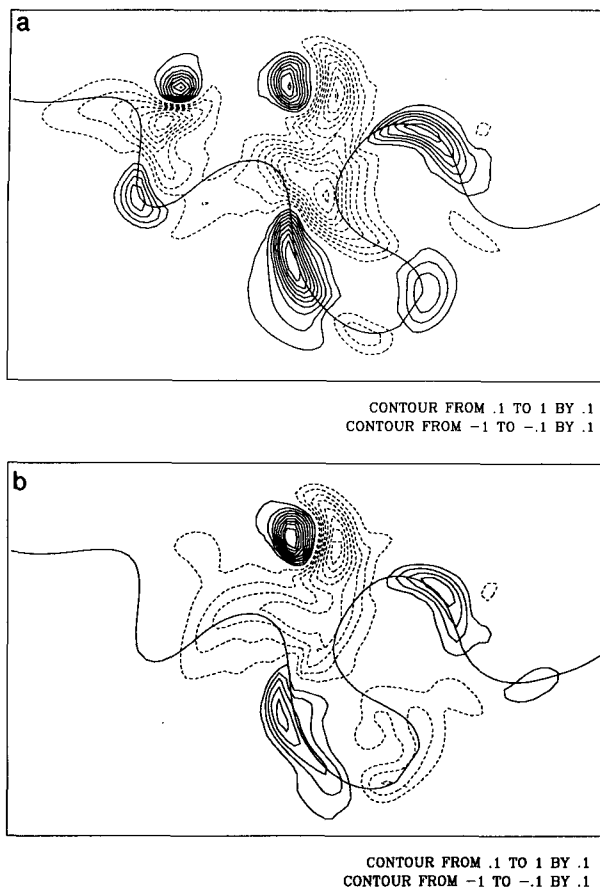 a
CONTOUR FROM .1 TO 1 BY .1
CONTOUR FROM -1 TO -.1 BY .1
b
CONTOUR FROM .1 TO 1 BY .1
CONTOUR FROM -1 TO -.1 BY .1